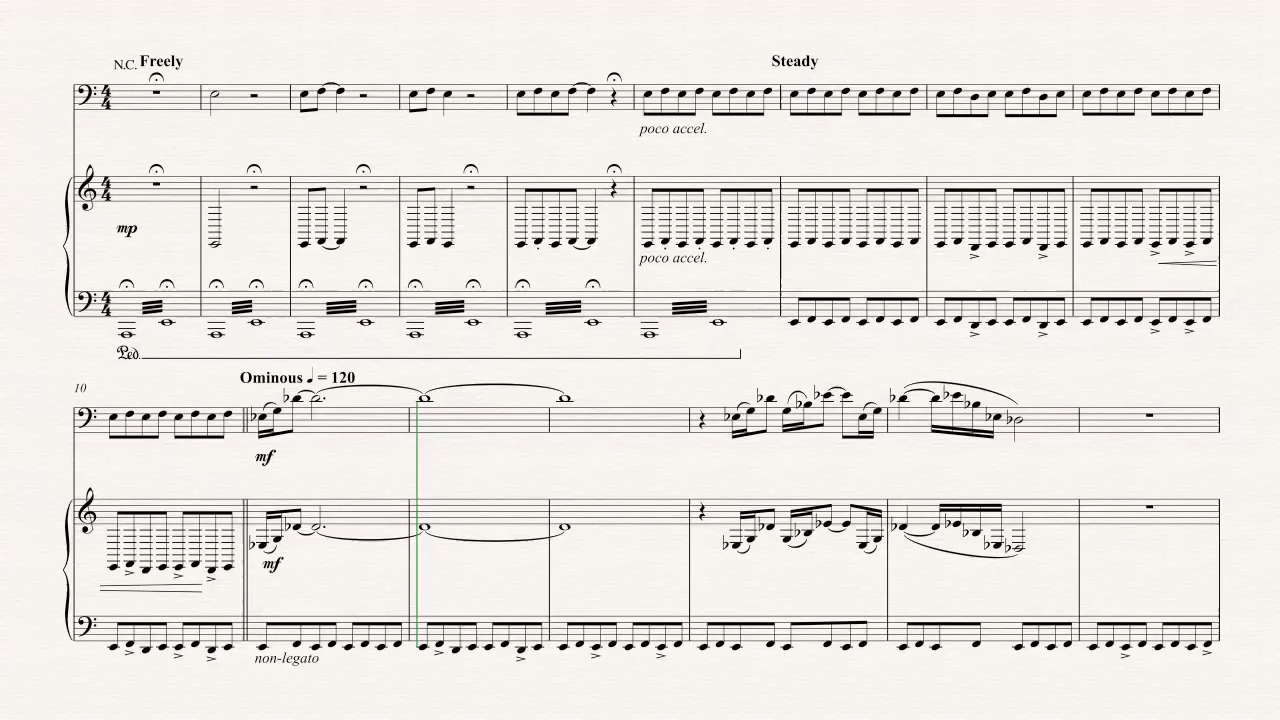 N.C. Freely
Steady
poco accel.
mp
poco accel.
Ped.
10
Ominous ♩ = 120
mf
mf
non-legato